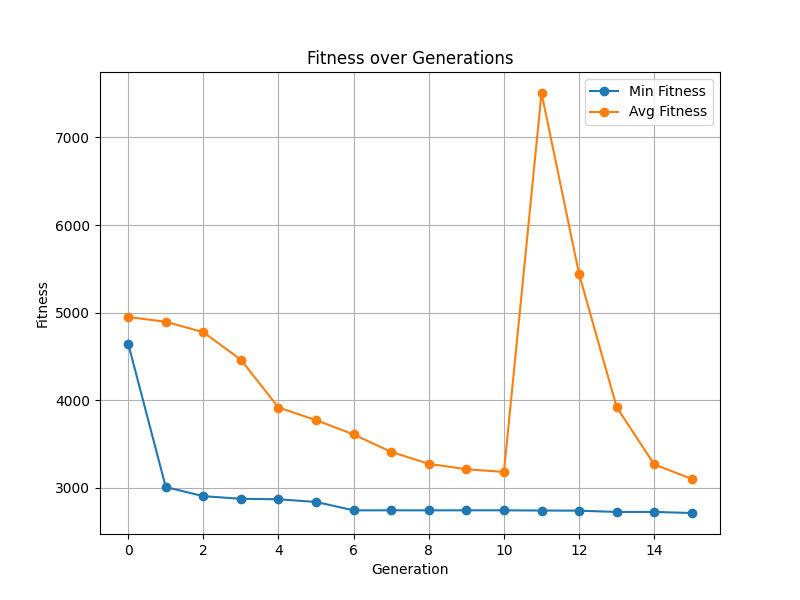 Fitness over Generations
Min Fitness
Avg Fitness
7000
6000
5000
4000
3000
Fitness
0 2 4 6 8 10 12 14
Generation